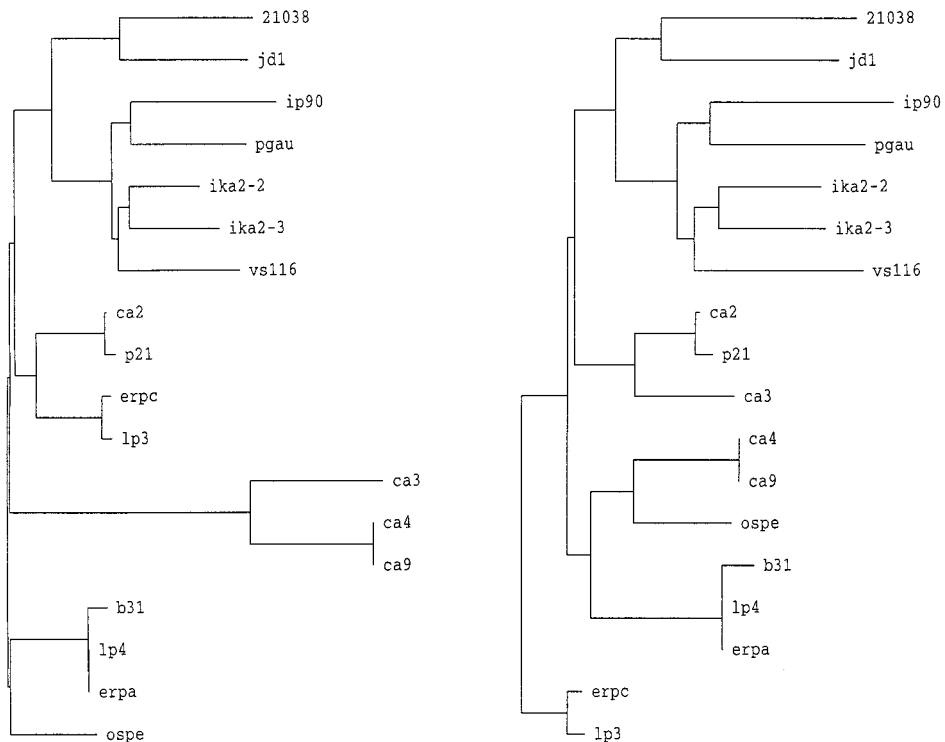 21038
jd1
ip90
pgau
ika2-2
ika2-3
vs116
ca2
p21
erpc
lp3
ca3
ca4
ca9
b31
lp4
erpa
ospe
21038
jd1
ip90
pgau
ika2-2
ika2-3
vs116
ca2
p21
ca3
ca4
ca9
ospe
b31
lp4
erpa
erpc
lp3